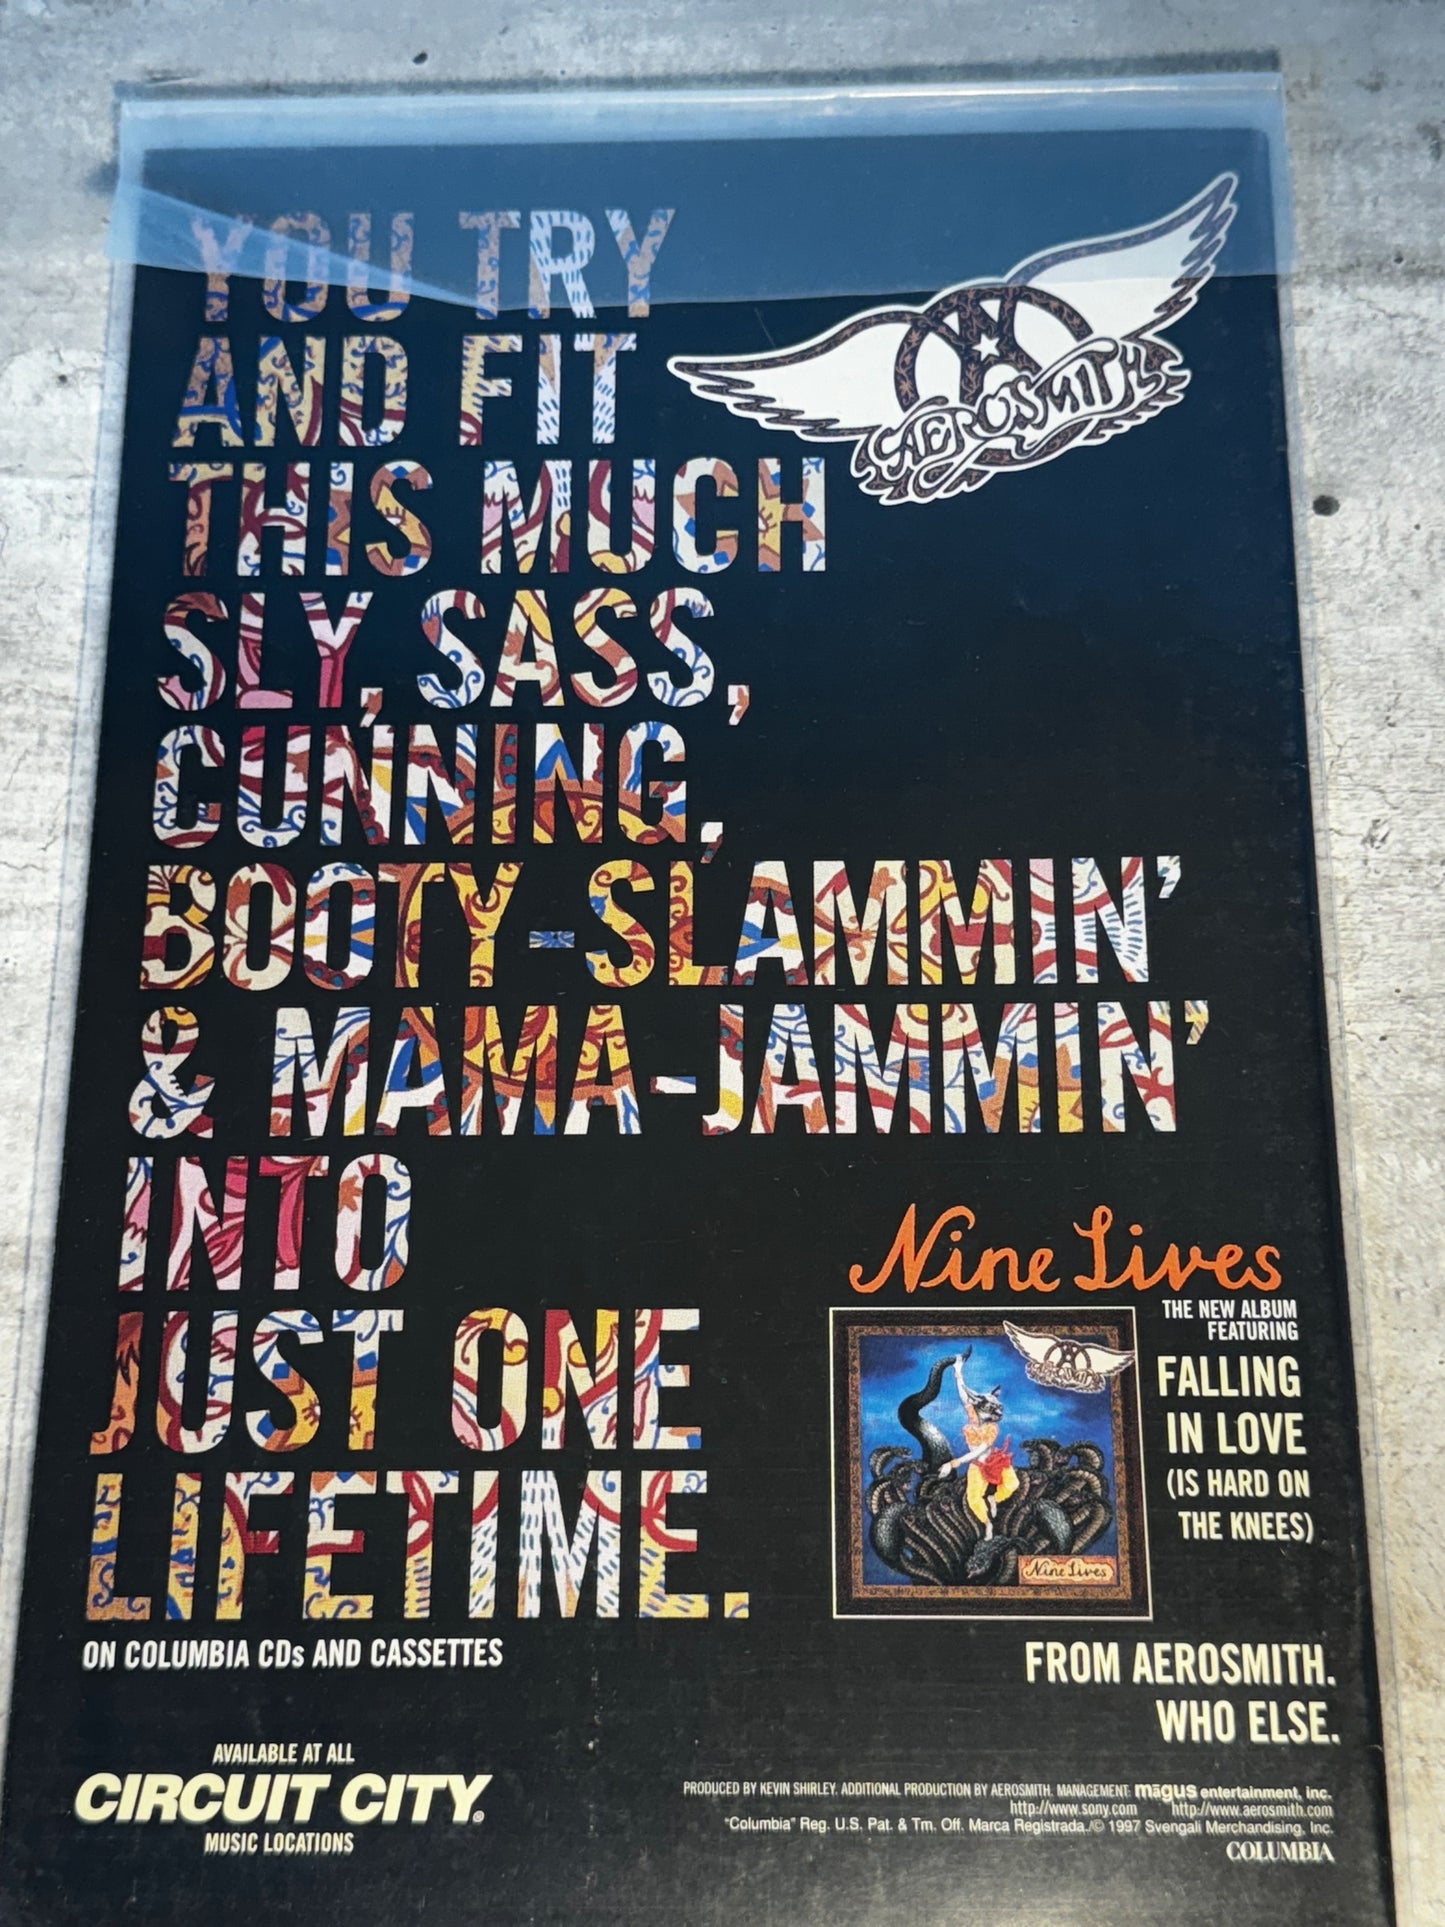 YOU TRY
AND FIT
THIS MUCH
SLY, SASS,
CUNNING,
BOOTY-SLAMMIN'
& MAMA-JAMMIN'
INTO
JUST ONE
LIFETIME.
AEROSMITH
Nine Lives
THE NEW ALBUM
FEATURING
FALLING
IN LOVE
(IS HARD ON
THE KNEES)
AEROSMITH
Nine Lives
ON COLUMBIA CDs AND CASSETTES
FROM AEROSMITH.
WHO ELSE.
AVAILABLE AT ALL
CIRCUIT CITY®
MUSIC LOCATIONS
PRODUCED BY KEVIN SHIRLEY. ADDITIONAL PRODUCTION BY AEROSMITH. MANAGEMENT: māgus entertainment, inc.
http://www.sony.com http://www.aerosmith.com
"Columbia" Reg. U.S. Pat. & Tm. Off. Marca Registrada./© 1997 Svengali Merchandising, Inc.
COLUMBIA